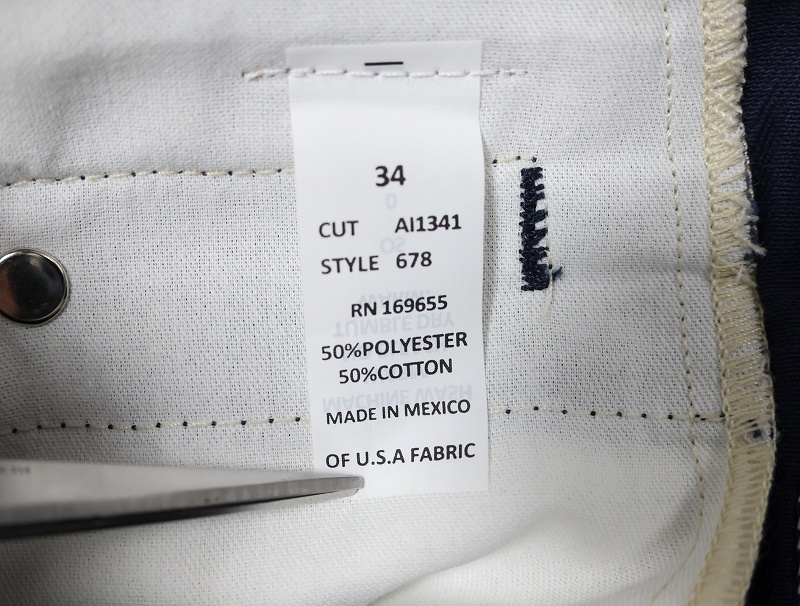 34
CUT AI1341
STYLE 678
RN 169655
50%POLYESTER
50%COTTON
MADE IN MEXICO
OF U.S.A FABRIC